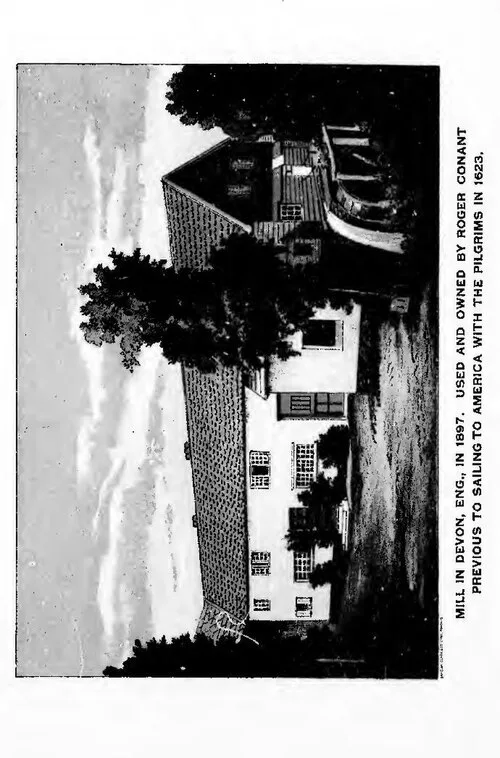 MILL IN DEVON, ENG., IN 1897. USED AND OWNED BY ROGER CONANT
PREVIOUS TO SAILING TO AMERICA WITH THE PILGRIMS IN 1623.